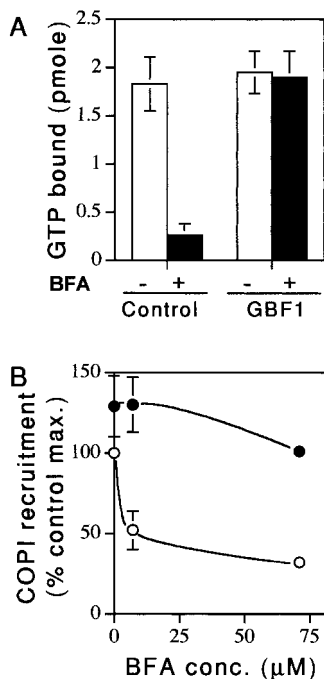 A
GTP bound (pmole)
2.5
2
1.5
1
0.5
0
BFA - + - +
Control GBF1
B
COPI recruitment
(% control max.)
150
100
50
0
0 25 50 75
BFA conc. (μM)